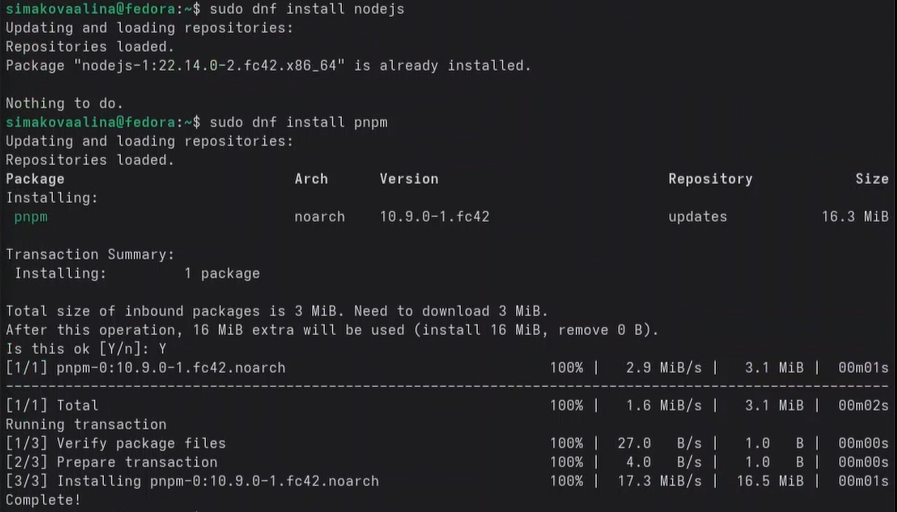 simakovaalina@fedora:~$ sudo dnf install nodejs
Updating and loading repositories:
Repositories loaded.
Package "nodejs-1:22.14.0-2.fc42.x86_64" is already installed.
Nothing to do.
simakovaalina@fedora:~$ sudo dnf install pnpm
Updating and loading repositories:
Repositories loaded.
Package Arch Version Repository Size
Installing:
pnpm noarch 10.9.0-1.fc42 updates 16.3 MiB
Transaction Summary:
Installing: 1 package
Total size of inbound packages is 3 MiB. Need to download 3 MiB.
After this operation, 16 MiB extra will be used (install 16 MiB, remove 0 B).
Is this ok [Y/n]: Y
[1/1] pnpm-0:10.9.0-1.fc42.noarch 100% | 2.9 MiB/s | 3.1 MiB | 00m01s
--------------------------------------------------------------------------------
[1/1] Total 100% | 1.6 MiB/s | 3.1 MiB | 00m02s
Running transaction
[1/3] Verify package files 100% | 27.0 B/s | 1.0 B | 00m00s
[2/3] Prepare transaction 100% | 4.0 B/s | 1.0 B | 00m00s
[3/3] Installing pnpm-0:10.9.0-1.fc42.noarch 100% | 17.3 MiB/s | 16.5 MiB | 00m01s
Complete!